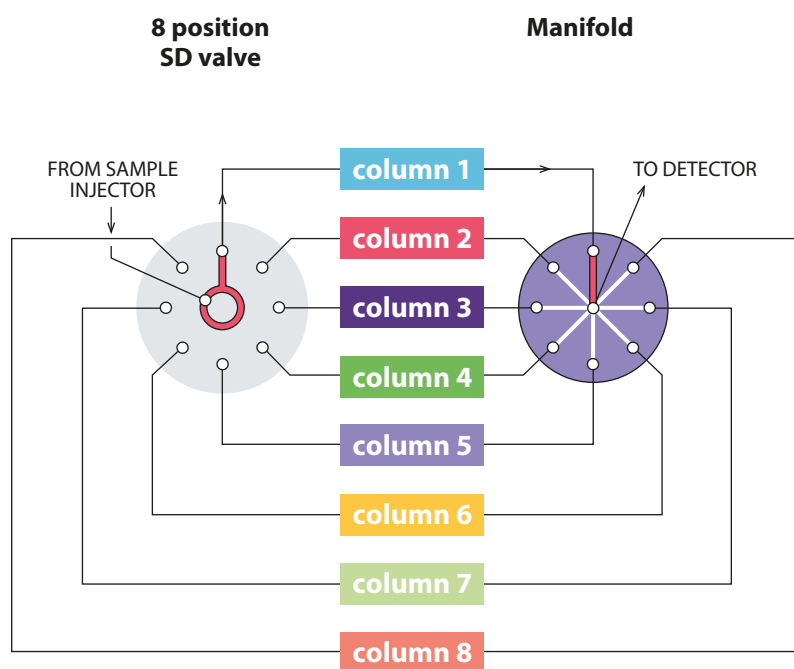 8 position
SD valve
Manifold
FROM SAMPLE
INJECTOR
TO DETECTOR
column 1
column 2
column 3
column 4
column 5
column 6
column 7
column 8